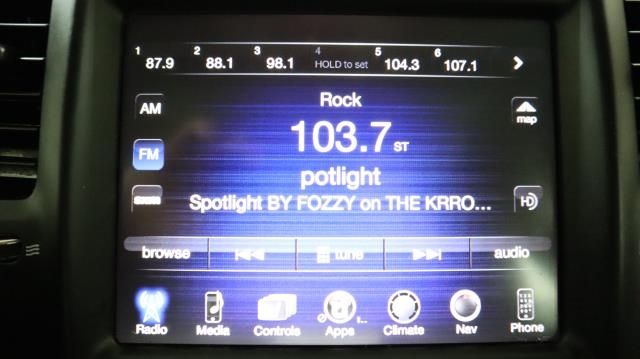 1 2 3 4 5 6
87.9 88.1 98.1 HOLD to set 104.3 107.1
AM
Rock
map
FM
103.7 ST
potlight
Spotlight BY FOZZY on THE KRRO...
HD
browse tune audio
Radio Media Controls Apps Climate Nav Phone